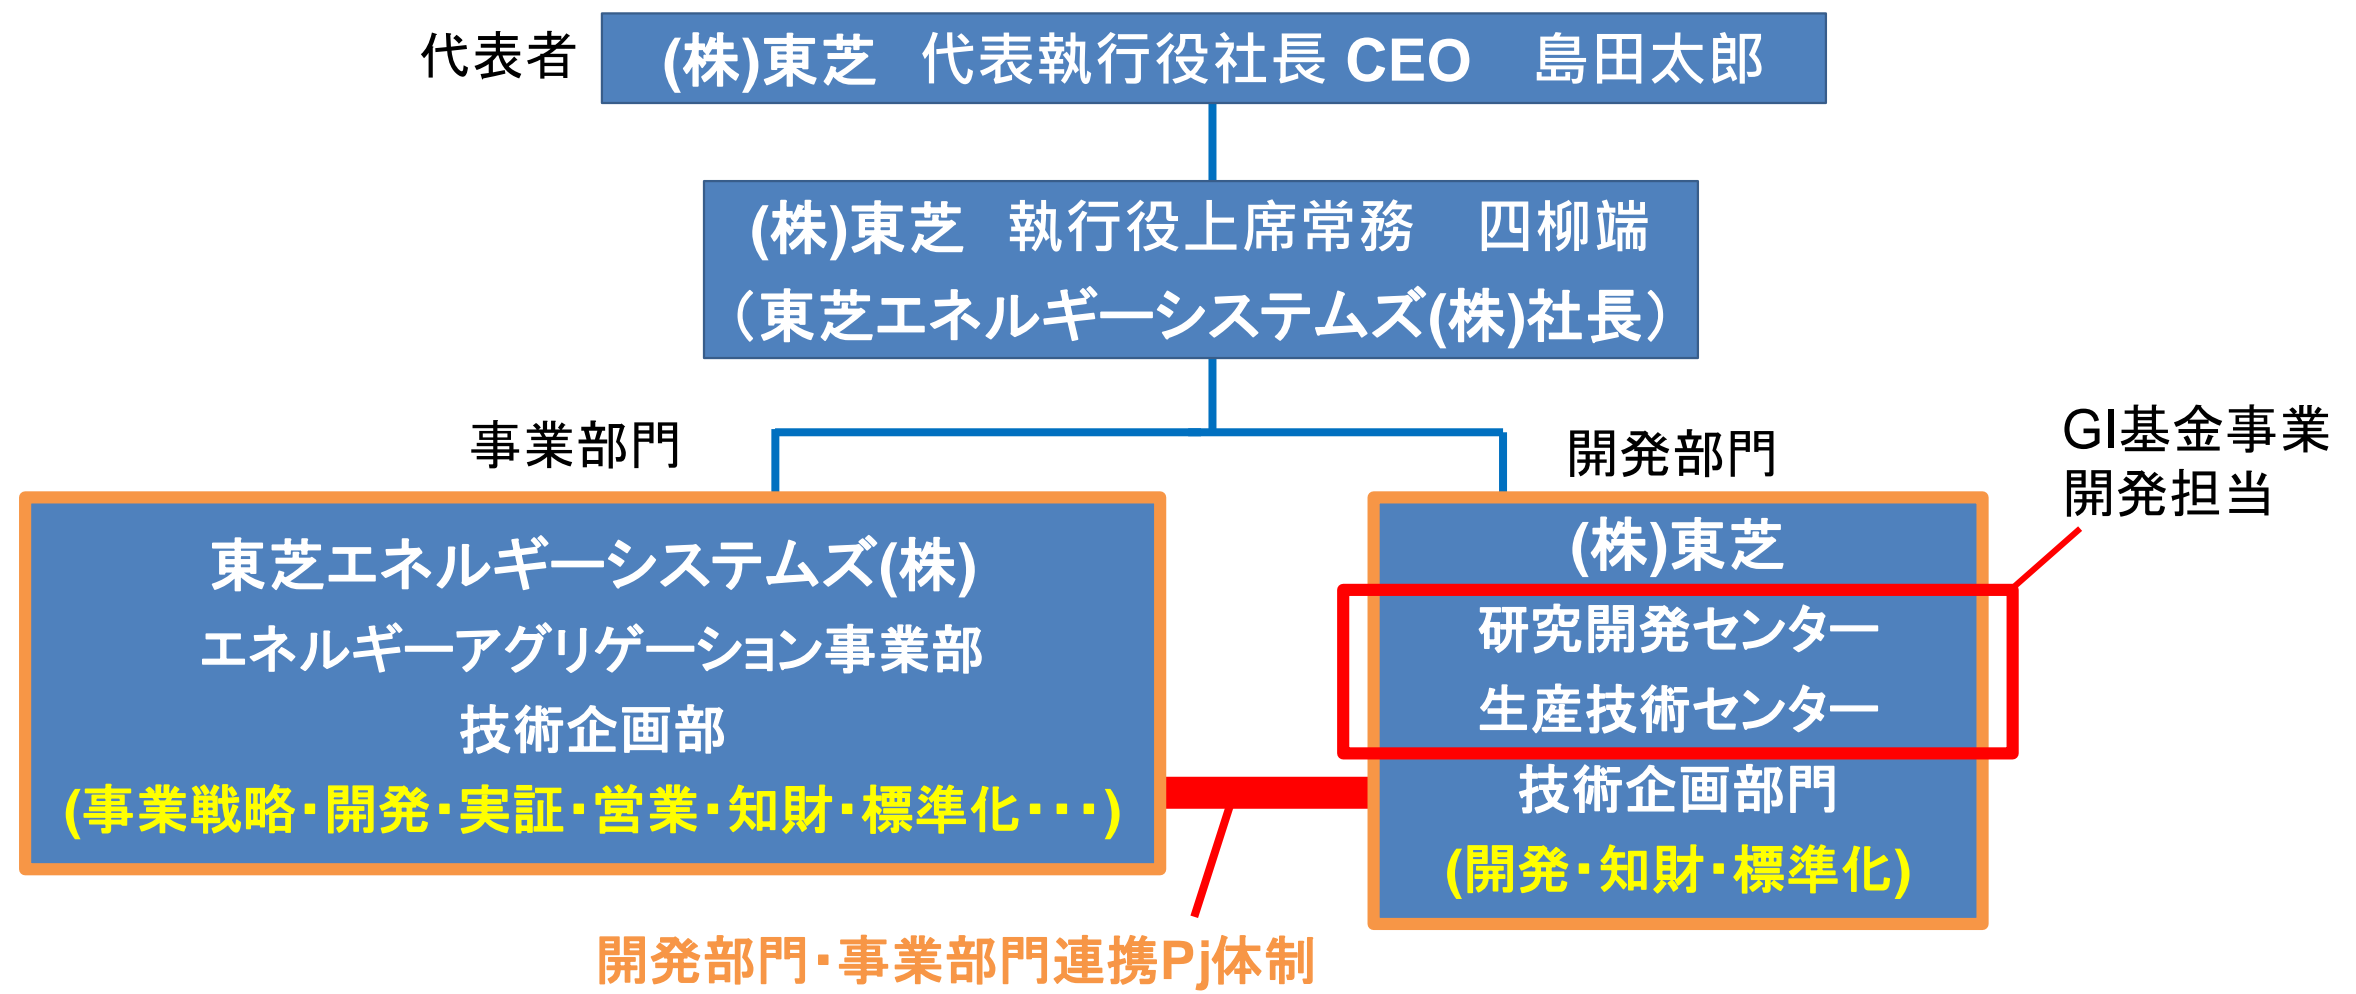 代表者
(株)東芝 代表執行役社長 CEO 島田太郎
(株)東芝 執行役上席常務 四柳端
（東芝エネルギーシステムズ(株)社長）
事業部門
東芝エネルギーシステムズ(株)
エネルギーアグリゲーション事業部
技術企画部
(事業戦略・開発・実証・営業・知財・標準化・・・)
開発部門
(株)東芝
研究開発センター
生産技術センター
技術企画部門
(開発・知財・標準化)
GI基金事業
開発担当
開発部門・事業部門連携Pj体制